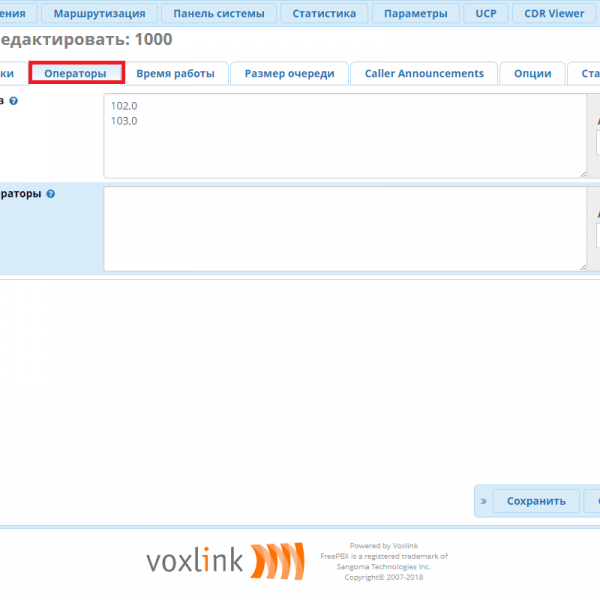 ения Маршрутизация Панель системы Статистика Параметры UCP CDR Viewer
едактировать: 1000
ки Операторы Время работы Размер очереди Caller Announcements Опции Ста
в
102,0
103,0
раторы
» Сохранить
voxlink
Powered by Voxlink
FreePBX is a registered trademark of
Sangoma Technologies Inc.
Copyright© 2007-2018